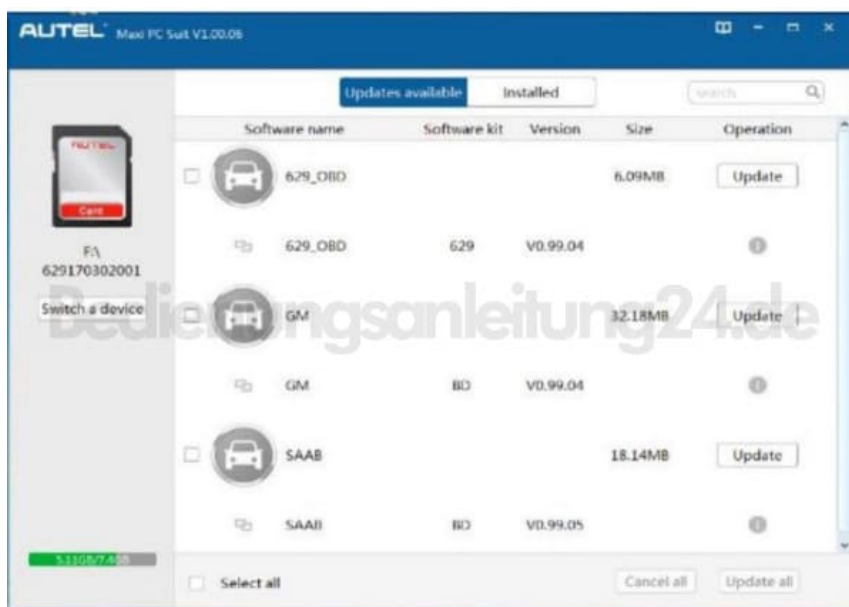 AUTEL Maxi PC Suit V1.00.06
Updates available Installed search
Software name Software kit Version Size Operation
AUTEL
Card
629_OBD 6.09MB Update
F:\
629170302001
629_OBD 629 V0.99.04
Switch a device
GM 32.18MB Update
Bedienungsanleitung24.de
GM BD V0.99.04
SAAB 18.14MB Update
SAAB BD V0.99.05
Select all Cancel all Update all